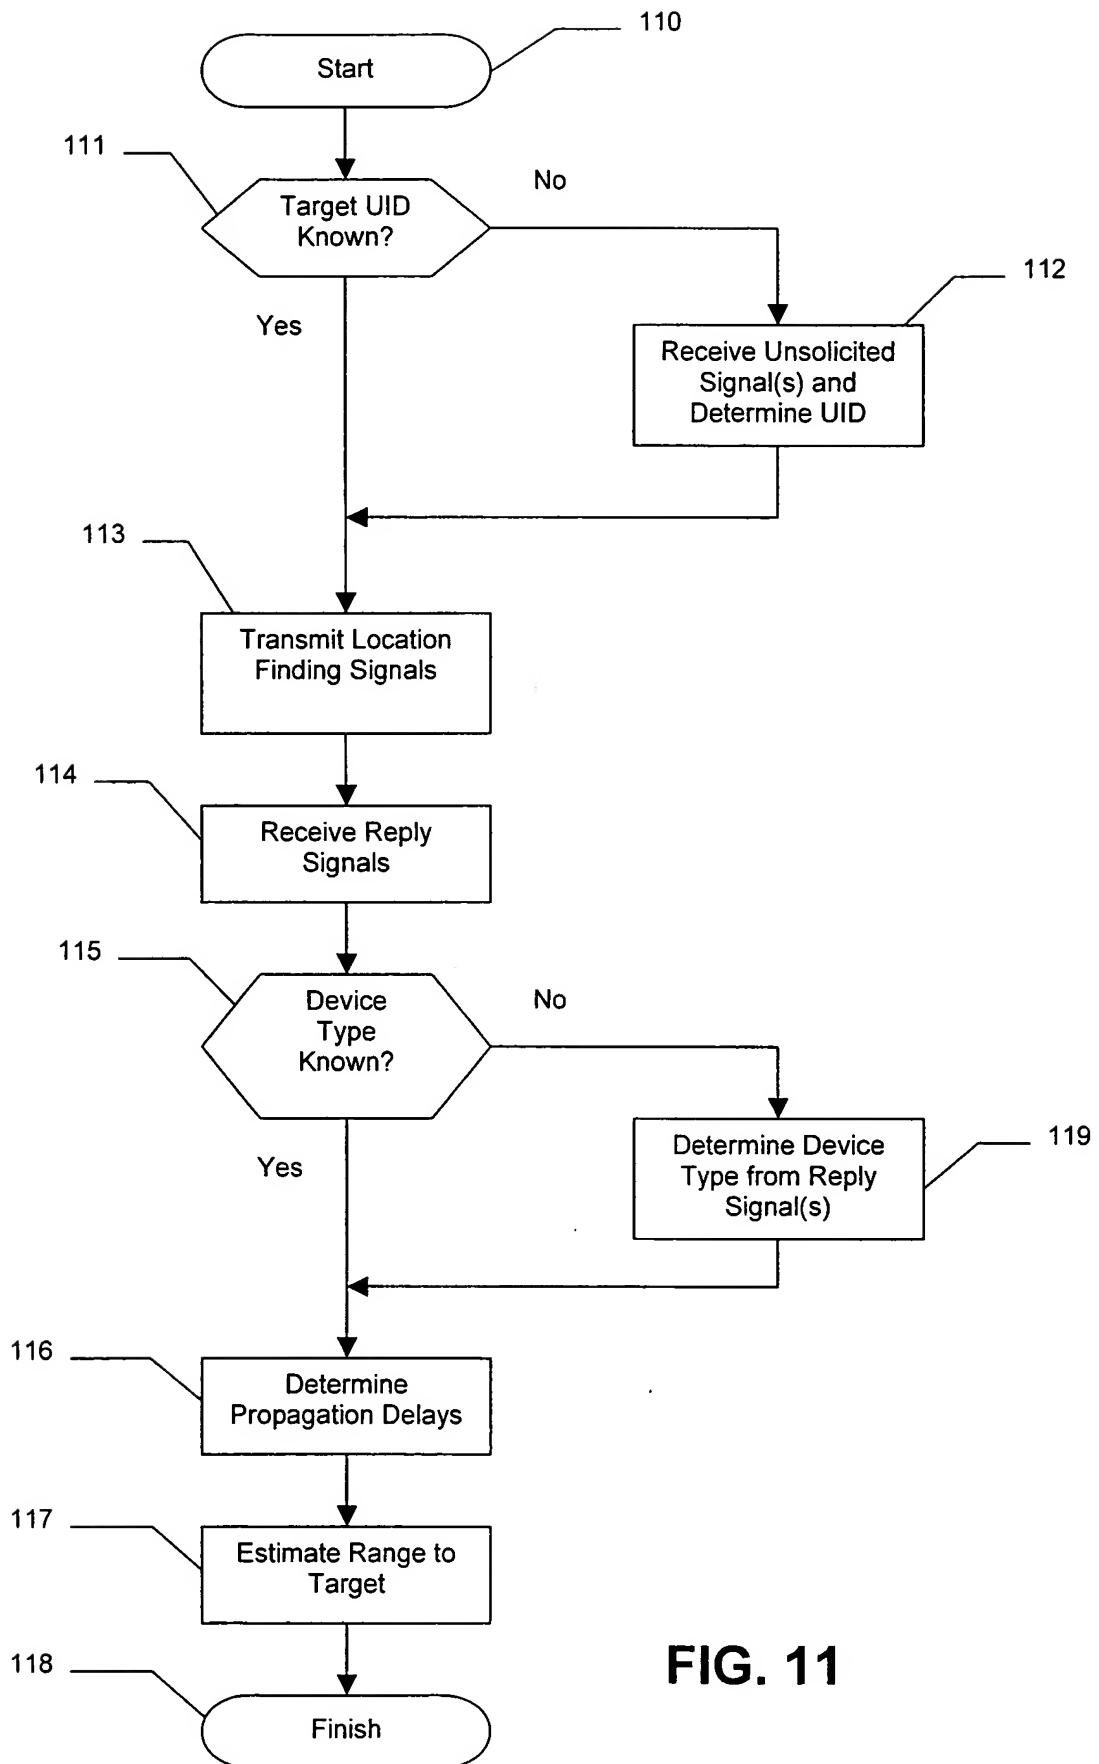 110
Start
111
Target UID
Known?
No
112
Yes
Receive Unsolicited
Signal(s) and
Determine UID
113
Transmit Location
Finding Signals
114
Receive Reply
Signals
115
Device
Type
Known?
No
Yes
Determine Device
Type from Reply
Signal(s)
119
116
Determine
Propagation Delays
117
Estimate Range to
Target
118
Finish
FIG. 11